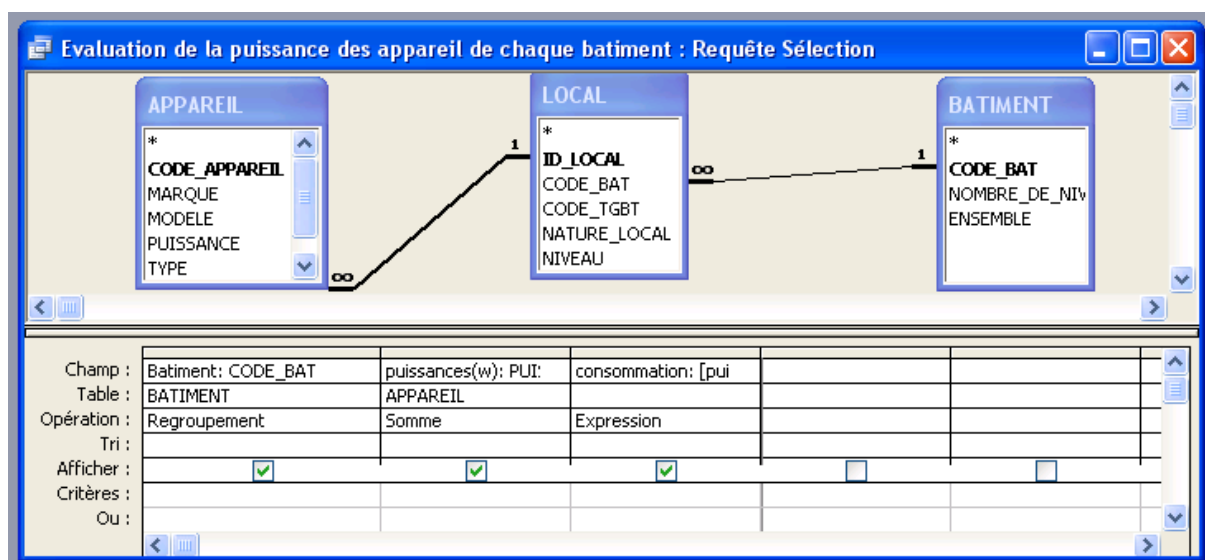 Evaluation de la puissance des appareil de chaque batiment : Requête Sélection
APPAREIL
*
CODE_APPAREIL
MARQUE
MODELE
PUISSANCE
TYPE
∞
1
LOCAL
*
ID_LOCAL
CODE_BAT
CODE_TGBT
NATURE_LOCAL
NIVEAU
∞
1
BATIMENT
*
CODE_BAT
NOMBRE_DE_NIV
ENSEMBLE
Champ : Batiment: CODE_BAT puissances(w): PUI: consommation: [pui
Table : BATIMENT APPAREIL
Opération : Regroupement Somme Expression
Tri :
Afficher :
Critères :
Ou :